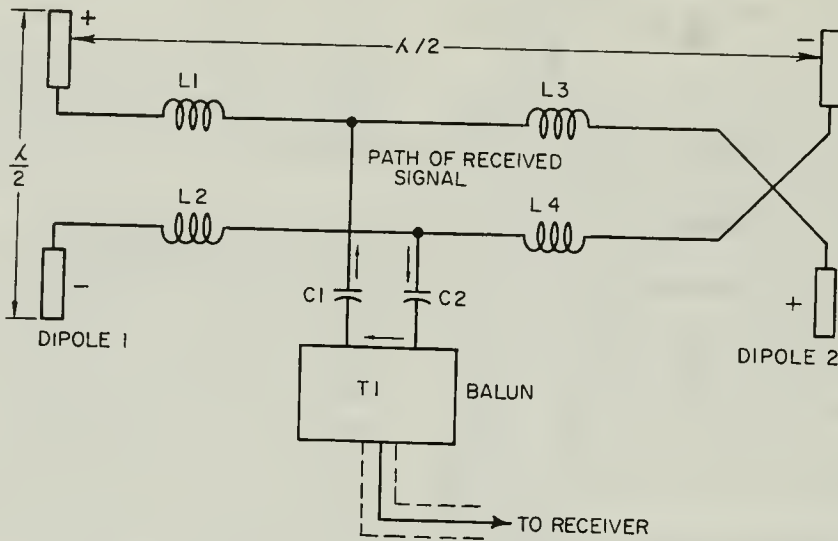 +
λ/2
-
L1
L3
λ/2
PATH OF RECEIVED
SIGNAL
L2
L4
-
C1
C2
+
DIPOLE 1
DIPOLE 2
T1
BALUN
TO RECEIVER